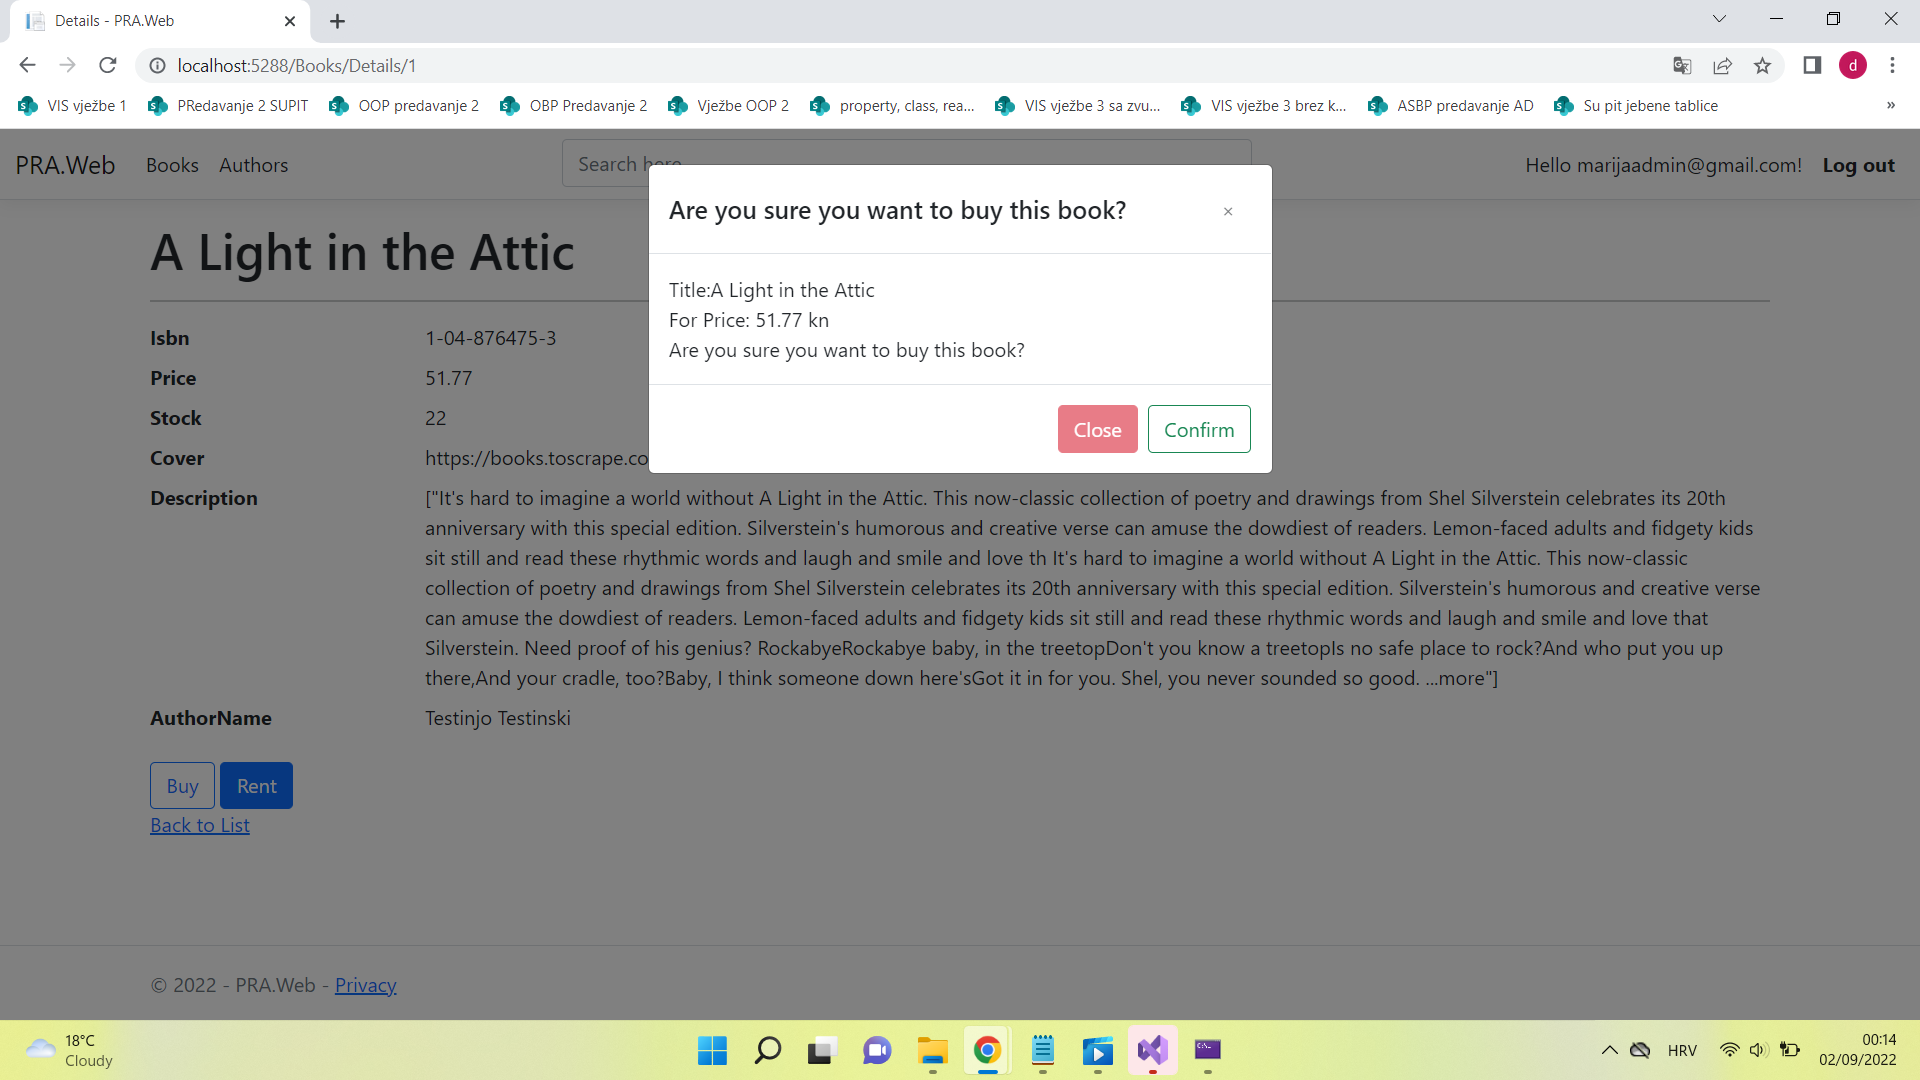 Details - PRA.Web
localhost:5288/Books/Details/1
d
VIS vježbe 1
PRedavanje 2 SUPIT
OOP predavanje 2
OBP Predavanje 2
Vježbe OOP 2
property, class, rea...
VIS vježbe 3 sa zvu...
VIS vježbe 3 brez k...
ASBP predavanje AD
Su pit jebene tablice
»
PRA.Web
Books
Authors
Search here
Hello marijaadmin@gmail.com!
Log out
Are you sure you want to buy this book?
×
Title:A Light in the Attic
For Price: 51.77 kn
Are you sure you want to buy this book?
Close
Confirm
A Light in the Attic
Isbn 1-04-876475-3
Price 51.77
Stock 22
Cover https://books.toscrape.co
Description ["It's hard to imagine a world without A Light in the Attic. This now-classic collection of poetry and drawings from Shel Silverstein celebrates its 20th
anniversary with this special edition. Silverstein's humorous and creative verse can amuse the dowdiest of readers. Lemon-faced adults and fidgety kids
sit still and read these rhythmic words and laugh and smile and love th It's hard to imagine a world without A Light in the Attic. This now-classic
collection of poetry and drawings from Shel Silverstein celebrates its 20th anniversary with this special edition. Silverstein's humorous and creative verse
can amuse the dowdiest of readers. Lemon-faced adults and fidgety kids sit still and read these rhythmic words and laugh and smile and love that
Silverstein. Need proof of his genius? RockabyeRockabye baby, in the treetopDon't you know a treetopIs no safe place to rock?And who put you up
there,And your cradle, too?Baby, I think someone down here'sGot it in for you. Shel, you never sounded so good. ...more"]
AuthorName Testinjo Testinski
Buy
Rent
Back to List
© 2022 - PRA.Web - Privacy
18°C
Cloudy
HRV
00:14
02/09/2022